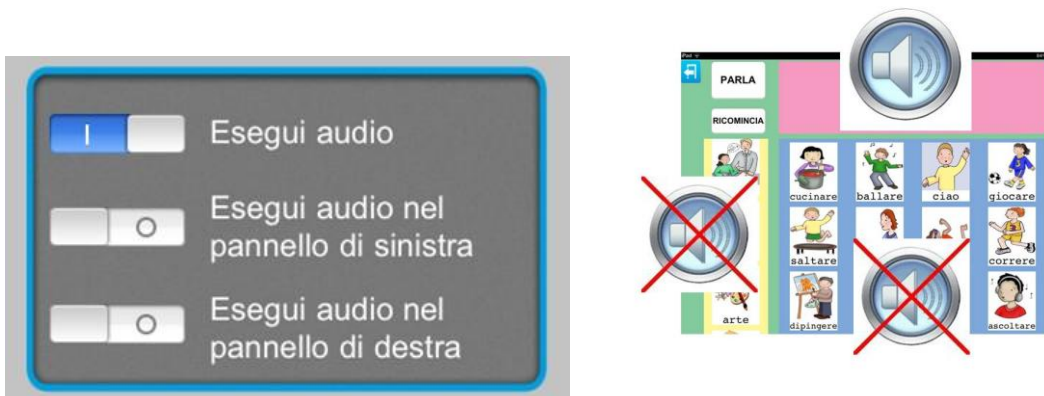 Esegui audio
Esegui audio nel
pannello di sinistra
Esegui audio nel
pannello di destra
PARLA
RICOMINCIA
cucinare
ballare
ciao
giocare
saltare
correre
arte
dipingere
ascoltare